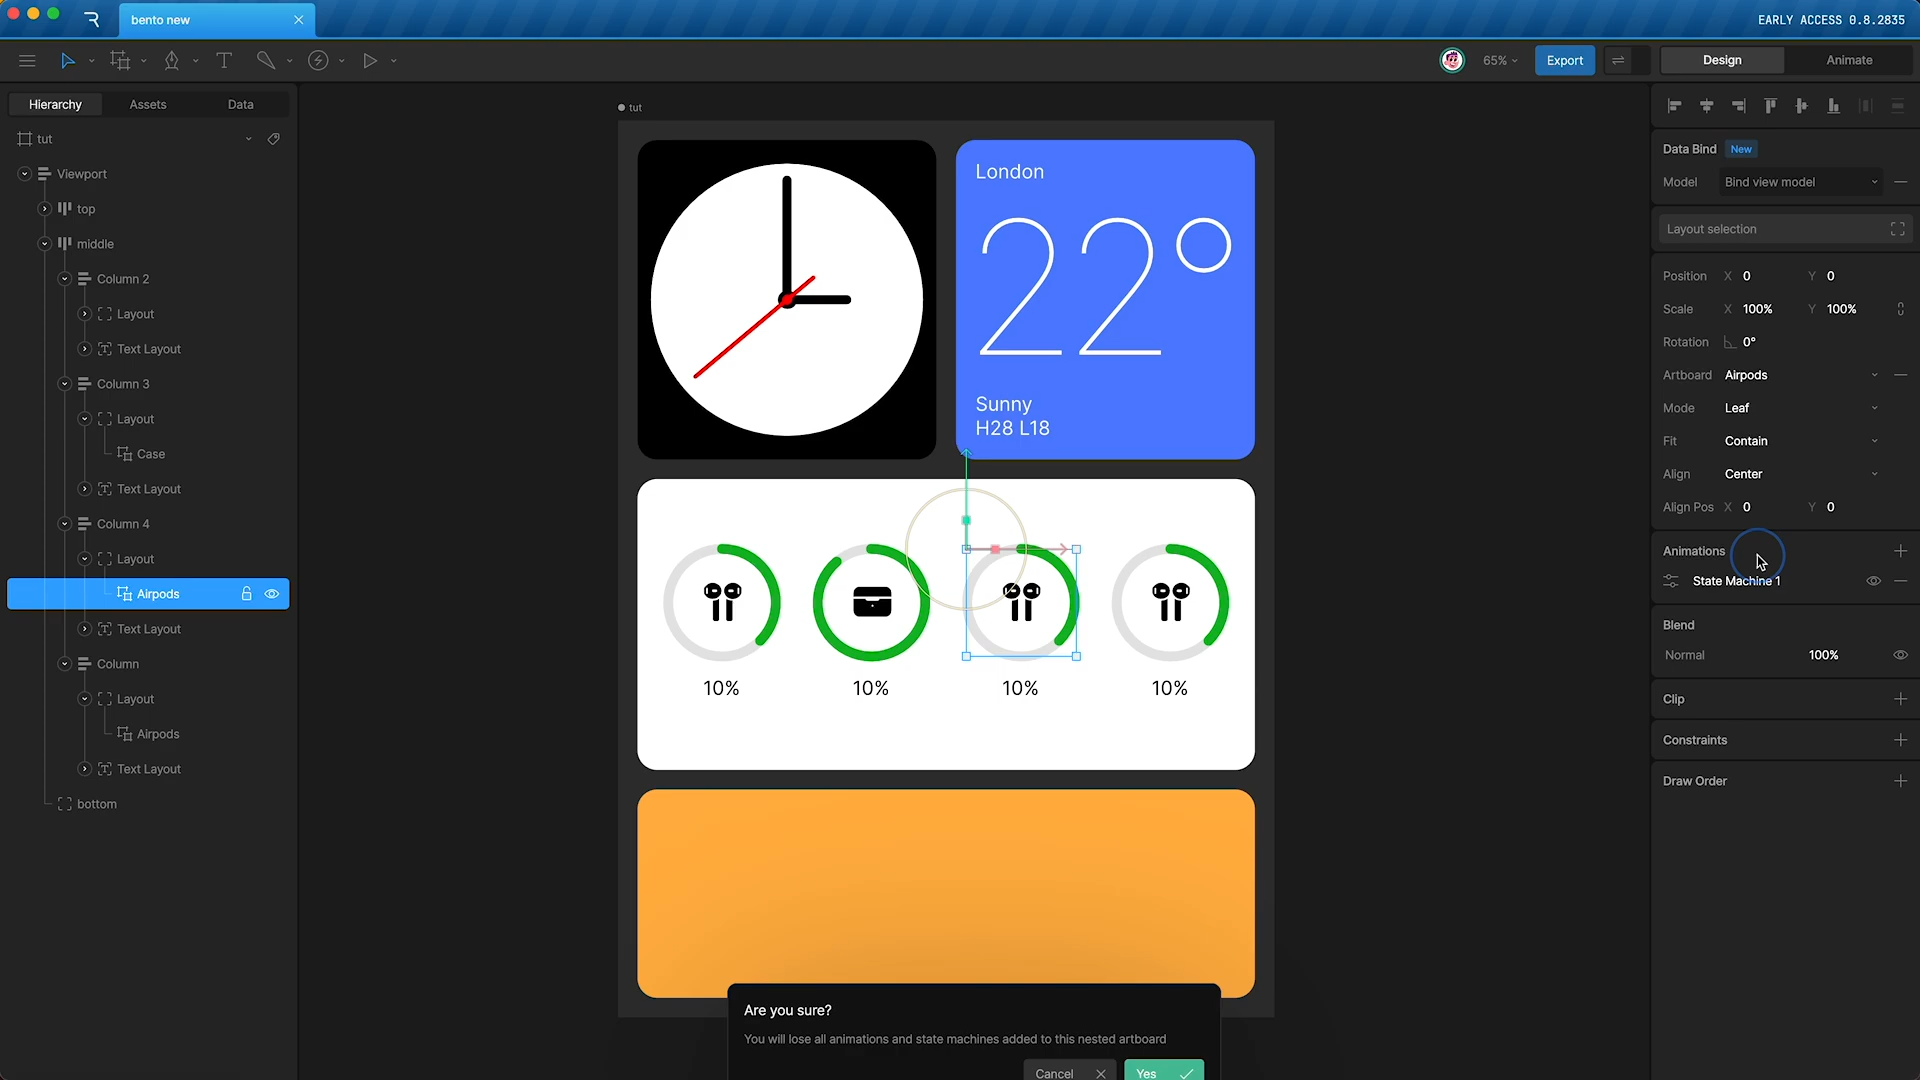 bento new
EARLY ACCESS 0.8.2835
65%
Export
Design
Animate
Hierarchy
Assets
Data
tut
Viewport
top
middle
Column 2
Layout
Text Layout
Column 3
Layout
Case
Text Layout
Column 4
Layout
Airpods
Text Layout
Column
Layout
Airpods
Text Layout
bottom
tut
London
22°
Sunny
H28 L18
10%
10%
10%
10%
Are you sure?
You will lose all animations and state machines added to this nested artboard
Cancel
Yes
Data Bind New
Model Bind view model
Layout selection
Position X 0 Y 0
Scale X 100% Y 100%
Rotation 0°
Artboard Airpods
Mode Leaf
Fit Contain
Align Center
Align Pos X 0 Y 0
Animations
State Machine 1
Blend
Normal 100%
Clip
Constraints
Draw Order